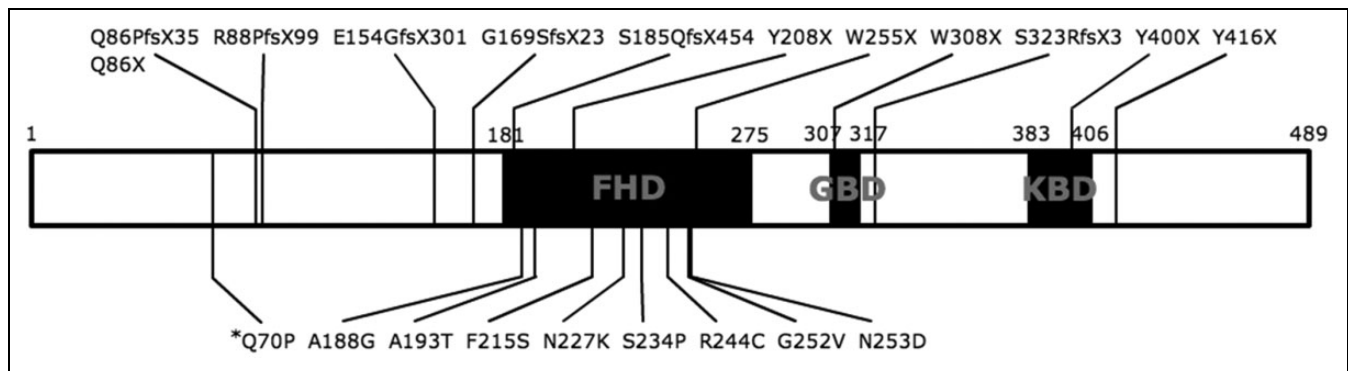 Q86PfsX35 R88PfsX99 E154GfsX301 G169SfsX23 S185QfsX454 Y208X W255X W308X S323RfsX3 Y400X Y416X
Q86X
1 181 275 307 317 383 406 489
FHD GBD KBD
*Q70P A188G A193T F215S N227K S234P R244C G252V N253D